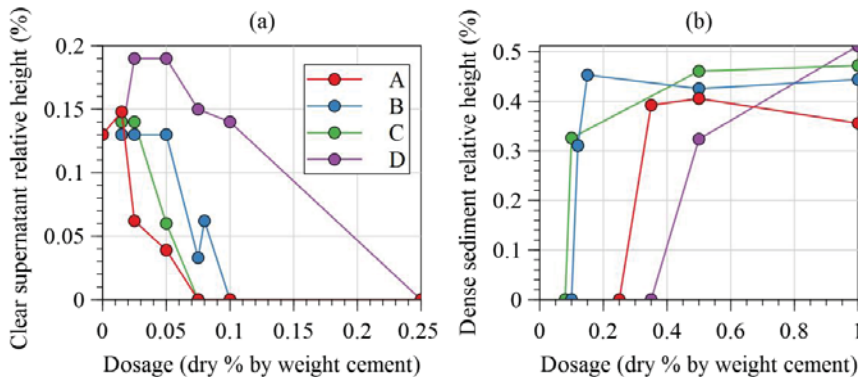 (a)
Clear supernatant relative height (%)
0.2
0.15
0.1
0.05
0
A
B
C
D
0
0.05
0.1
0.15
0.2
0.25
Dosage (dry % by weight cement)
(b)
Dense sediment relative height (%)
0.5
0.4
0.3
0.2
0.1
0
0
0.2
0.4
0.6
0.8
1
Dosage (dry % by weight cement)